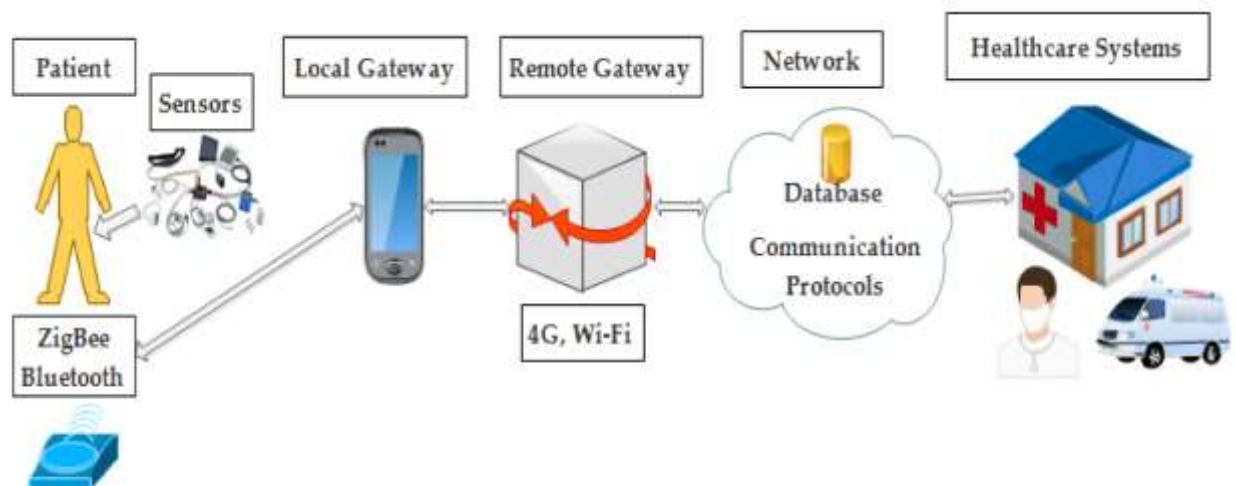 Patient
Sensors
Local Gateway
Remote Gateway
Network
Healthcare Systems
Database
Communication
Protocols
4G, Wi-Fi
ZigBee
Bluetooth